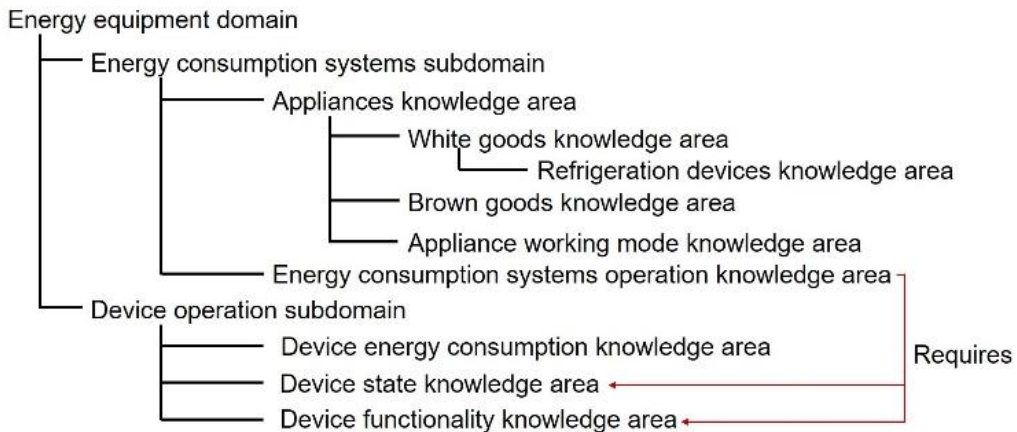 Energy equipment domain
Energy consumption systems subdomain
Appliances knowledge area
White goods knowledge area
Refrigeration devices knowledge area
Brown goods knowledge area
Appliance working mode knowledge area
Energy consumption systems operation knowledge area
Device operation subdomain
Device energy consumption knowledge area
Requires
Device state knowledge area
Device functionality knowledge area